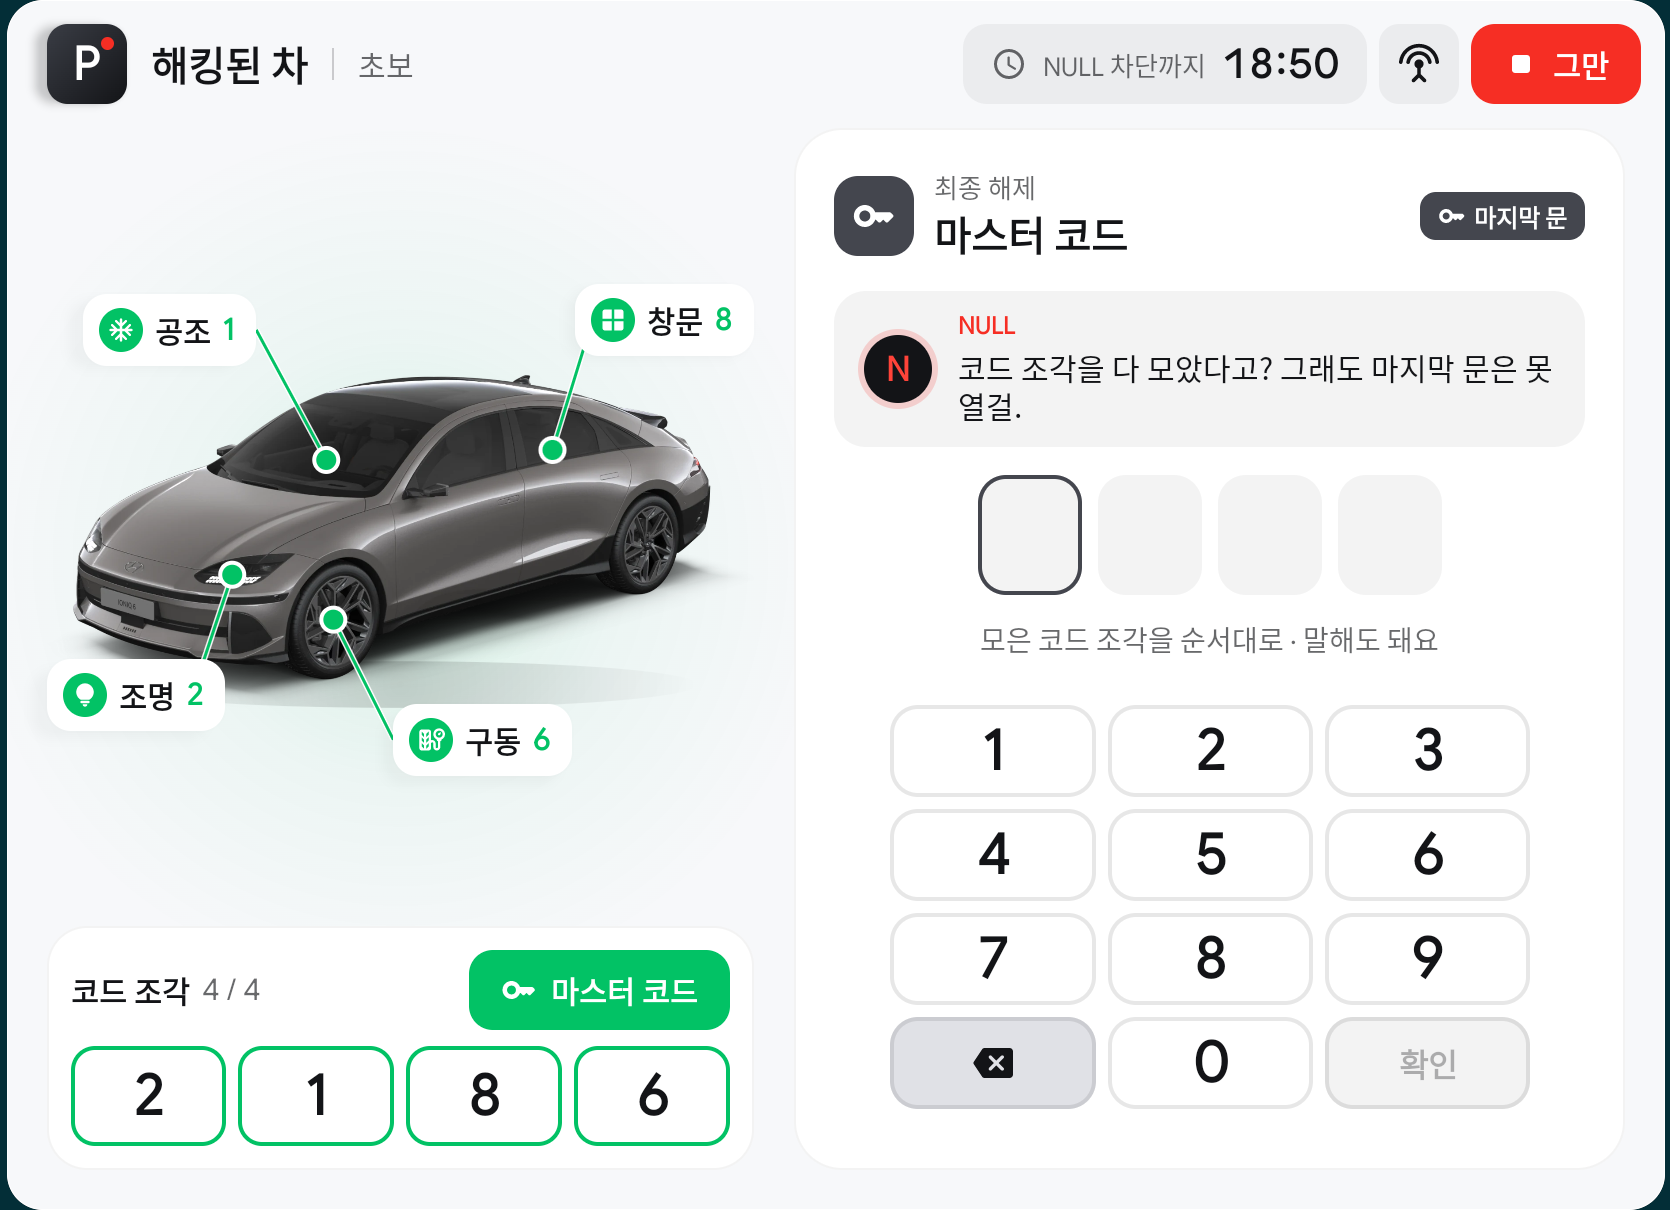 P 해킹된 차 초보
NULL 차단까지 18:50
그만
공조 1
창문 8
조명 2
구동 6
IONIQ 6
코드 조각 4 / 4
마스터 코드
2 1 8 6
최종 해제
마스터 코드
마지막 문
N
NULL
코드 조각을 다 모았다고? 그래도 마지막 문은 못
열걸.
모은 코드 조각을 순서대로 · 말해도 돼요
1 2 3
4 5 6
7 8 9
0 확인